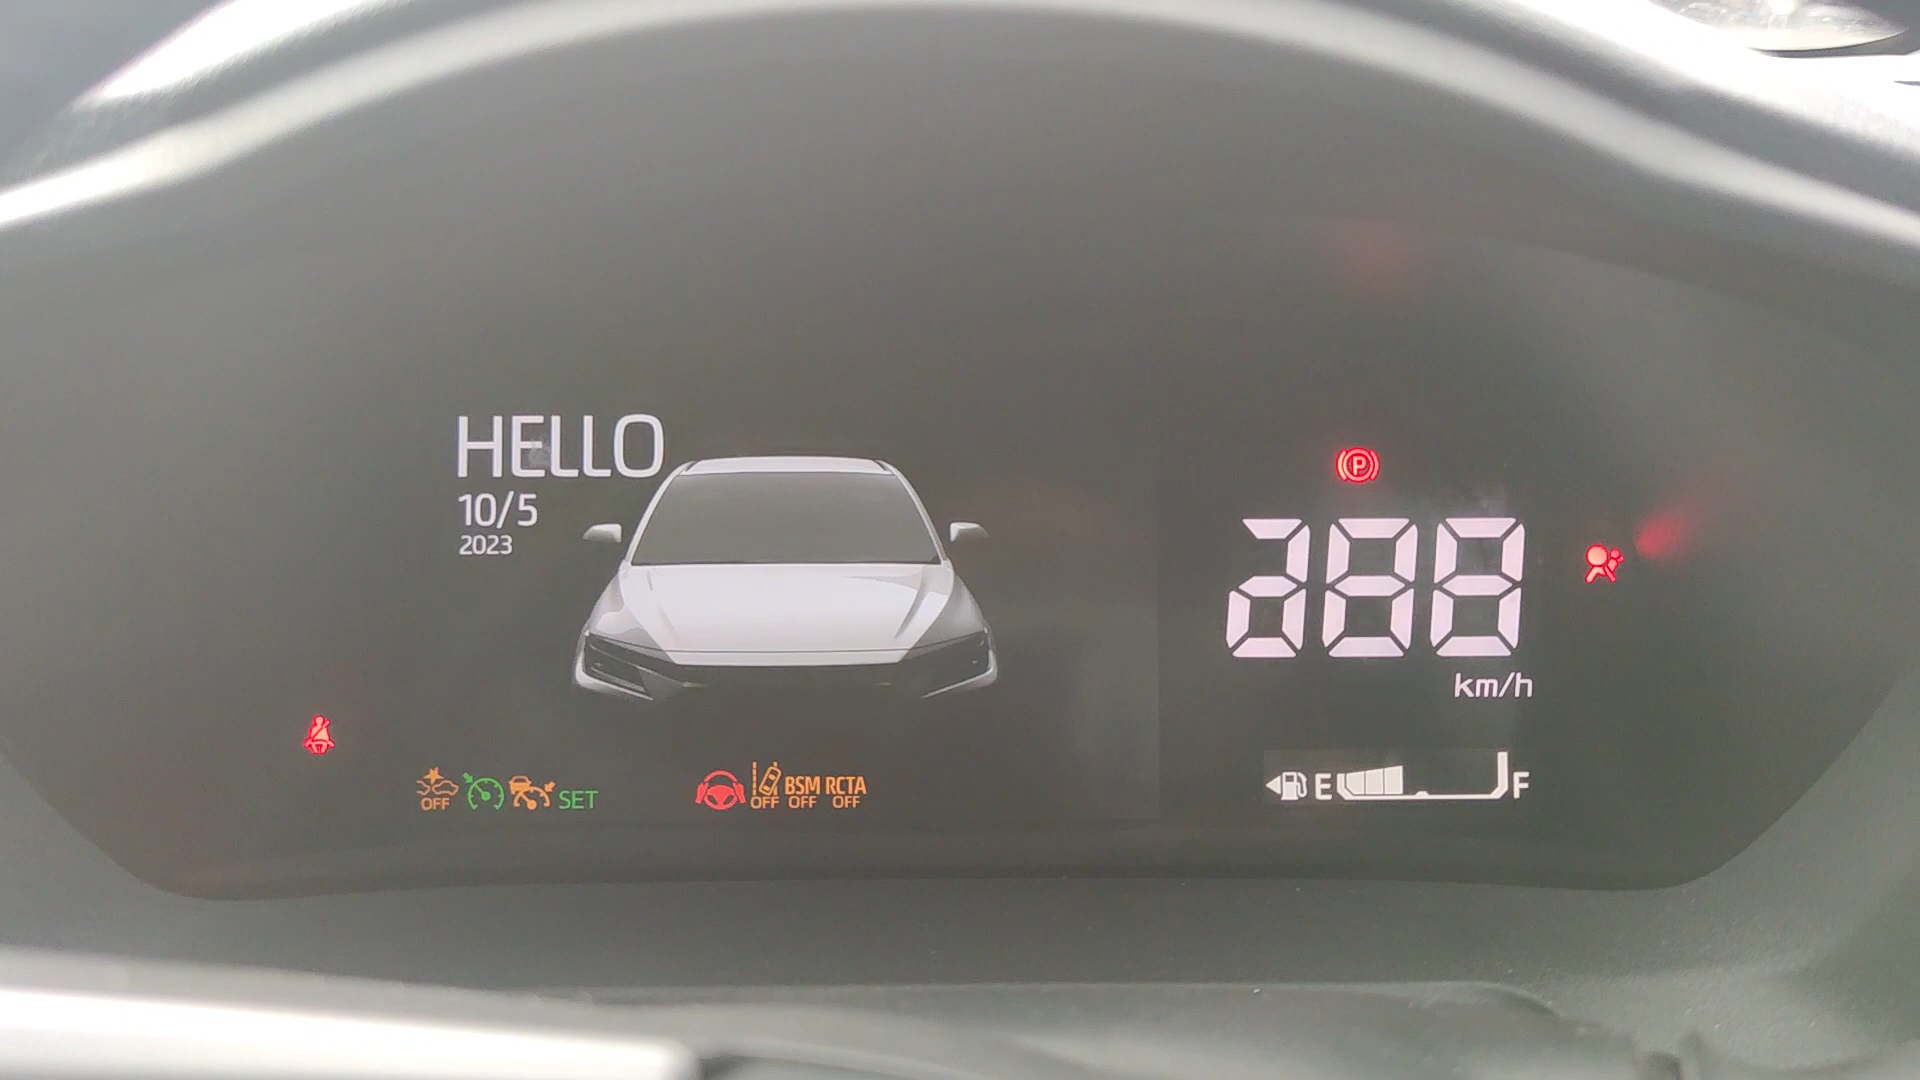 HELLO
10/5
2023
P
288
km/h
OFF
SET
OFF
BSM OFF
RCTA OFF
E F